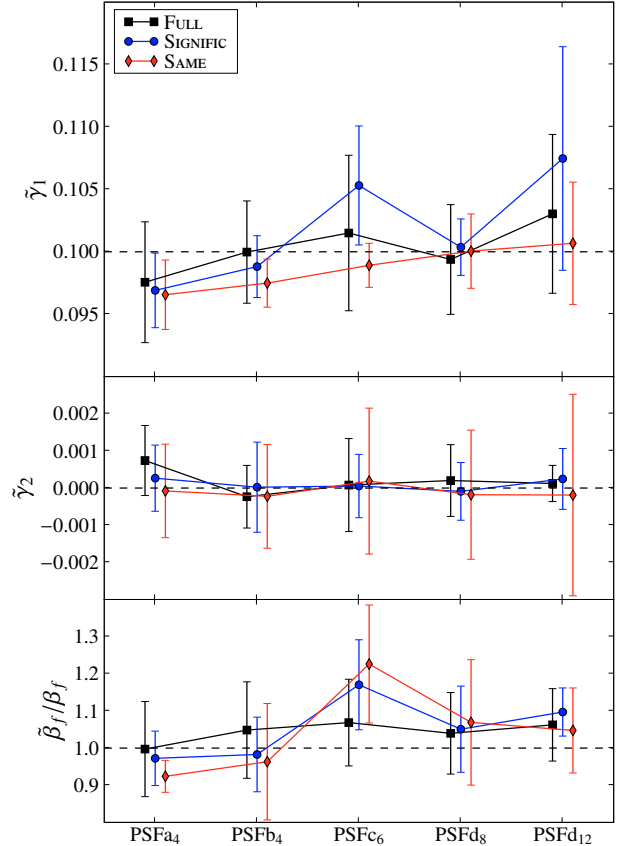 FULL
SIGNIFIC
SAME
0.115
0.110
0.105
0.100
0.095
γ̃₁
0.002
0.001
0.000
−0.001
−0.002
γ̃₂
1.3
1.2
1.1
1.0
0.9
β̃_f/β_f
PSFa₄ PSFb₄ PSFc₆ PSFd₈ PSFd₁₂